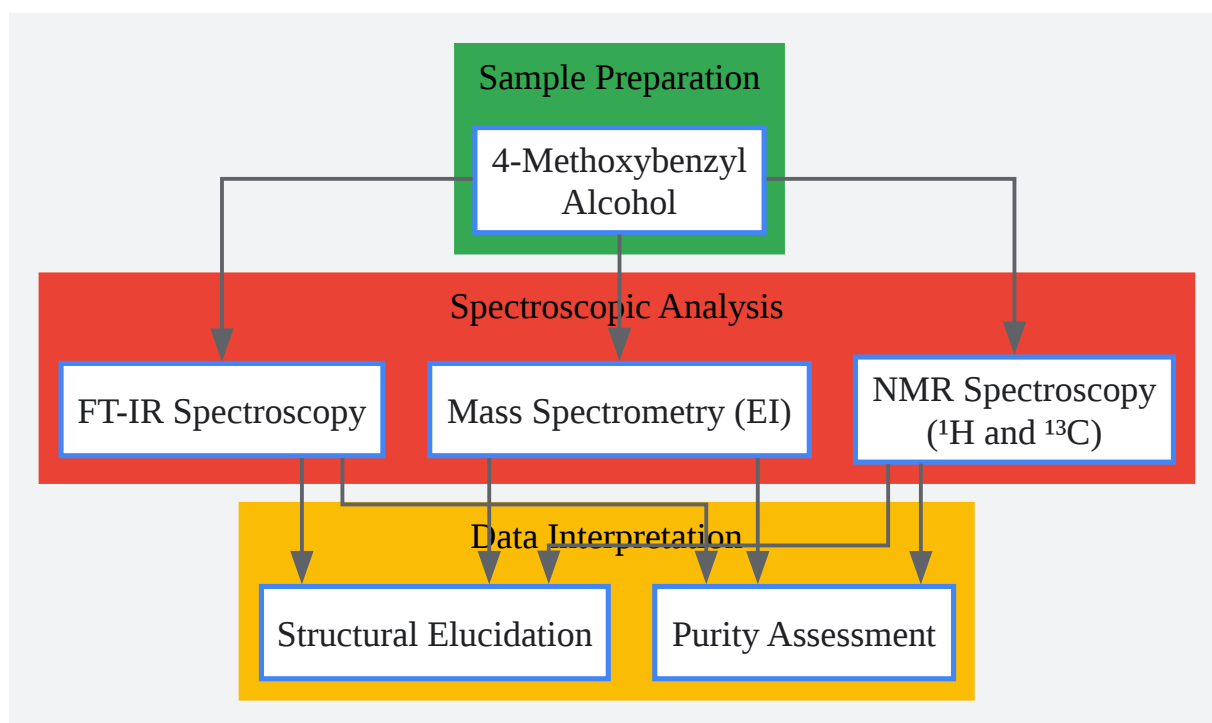 Sample Preparation
4-Methoxybenzyl
Alcohol
Spectroscopic Analysis
FT-IR Spectroscopy
Mass Spectrometry (EI)
NMR Spectroscopy
(¹H and ¹³C)
Data Interpretation
Structural Elucidation
Purity Assessment